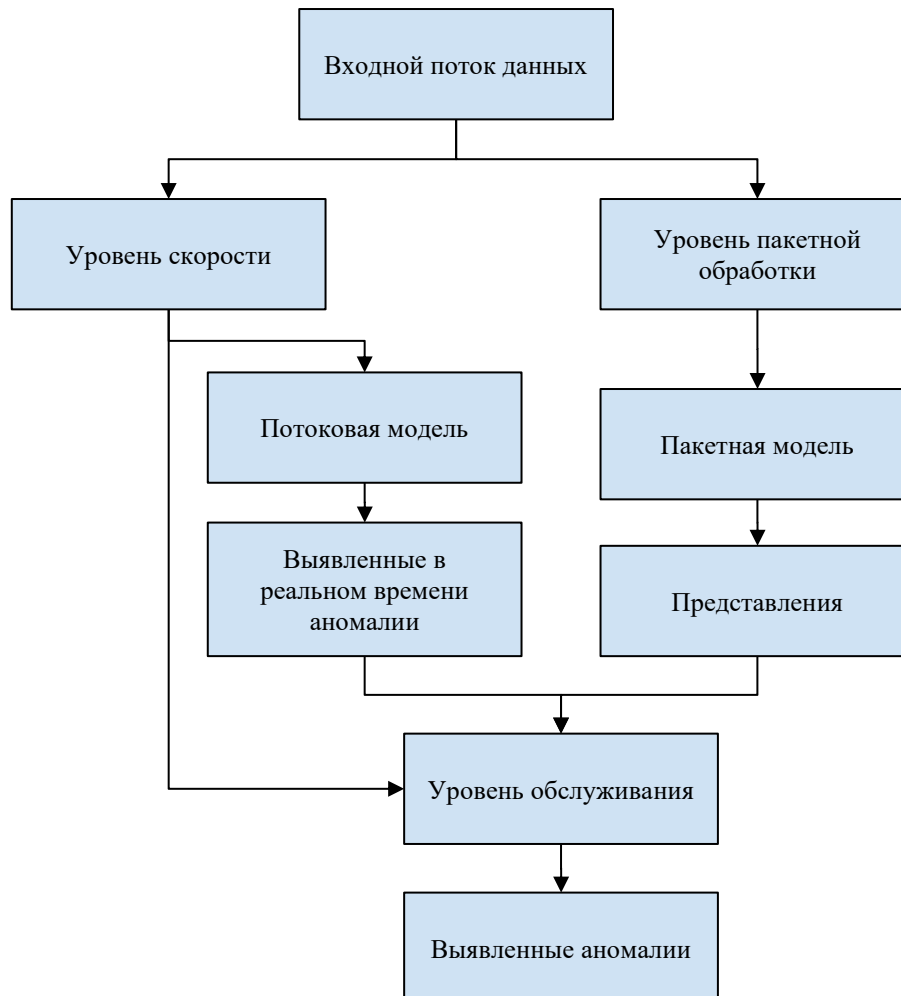 Входной поток данных
Уровень скорости
Уровень пакетной
обработки
Потоковая модель
Пакетная модель
Выявленные в
реальном времени
аномалии
Представления
Уровень обслуживания
Выявленные аномалии